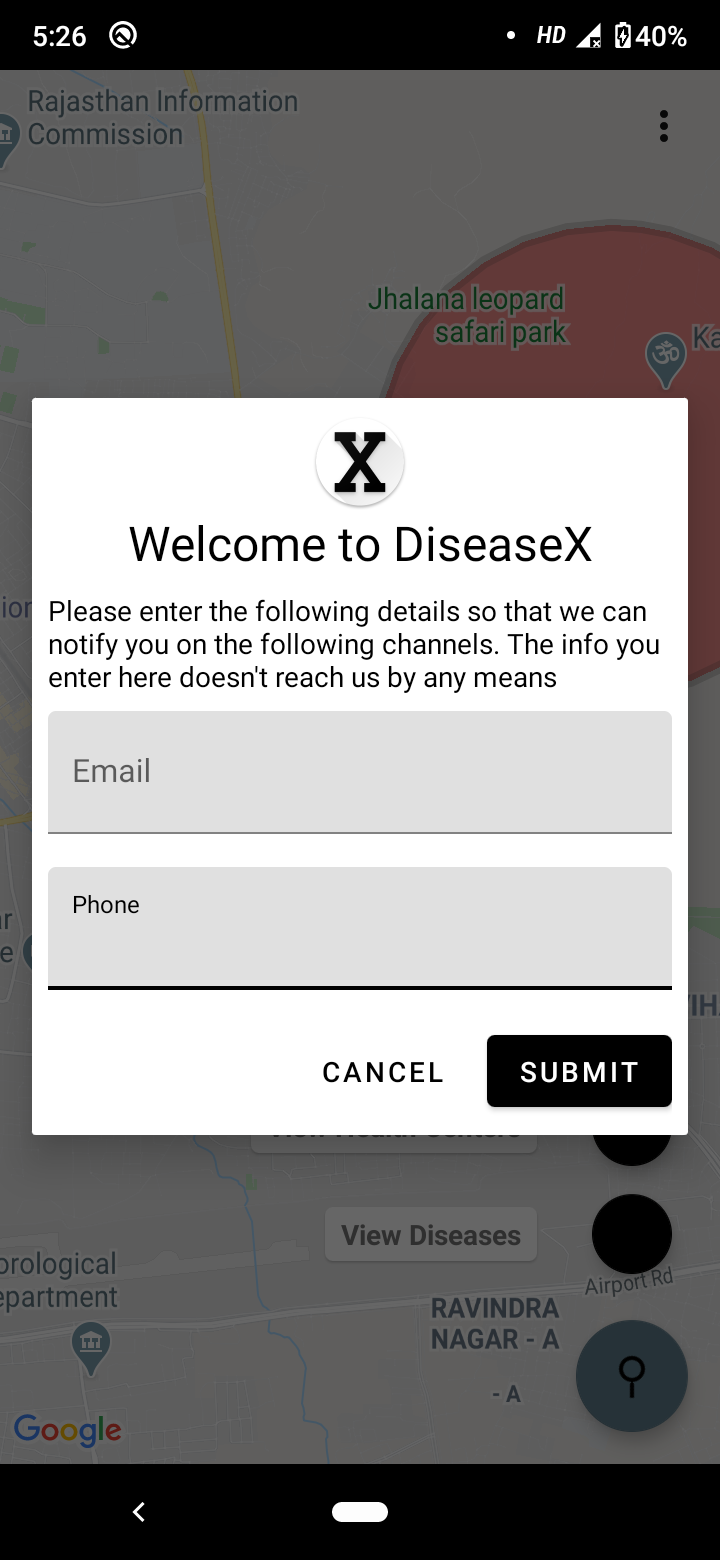 5:26
HD
40%
Rajasthan Information
Commission
Jhalana leopard
safari park
Ka
X
Welcome to DiseaseX
Please enter the following details so that we can
notify you on the following channels. The info you
enter here doesn't reach us by any means
Email
Phone
CANCEL
SUBMIT
View Diseases
Airport Rd
orological
epartment
RAVINDRA
NAGAR - A
- A
Google